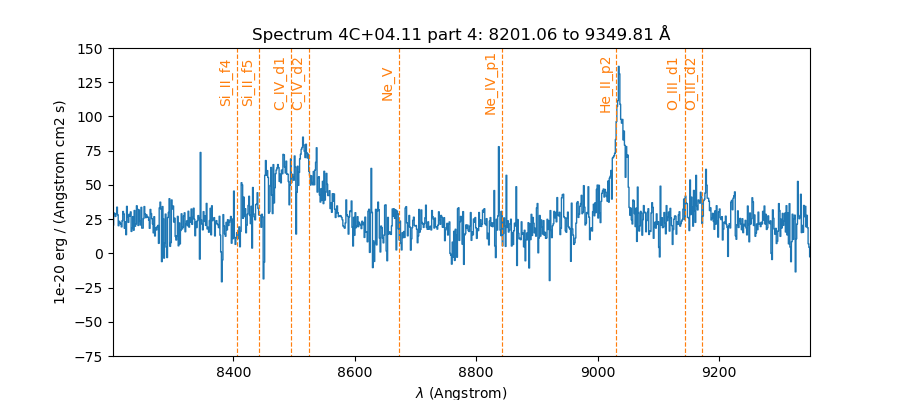 Spectrum 4C+04.11 part 4: 8201.06 to 9349.81 Å
150
125
100
75
50
25
0
−25
−50
−75
1e-20 erg / (Angstrom cm2 s)
Si_II_f4
Si_II_f5
C_IV_d1
C_IV_d2
Ne_V
Ne_IV_p1
He_II_p2
O_III_d1
O_III_d2
8400
8600
8800
9000
9200
λ (Angstrom)